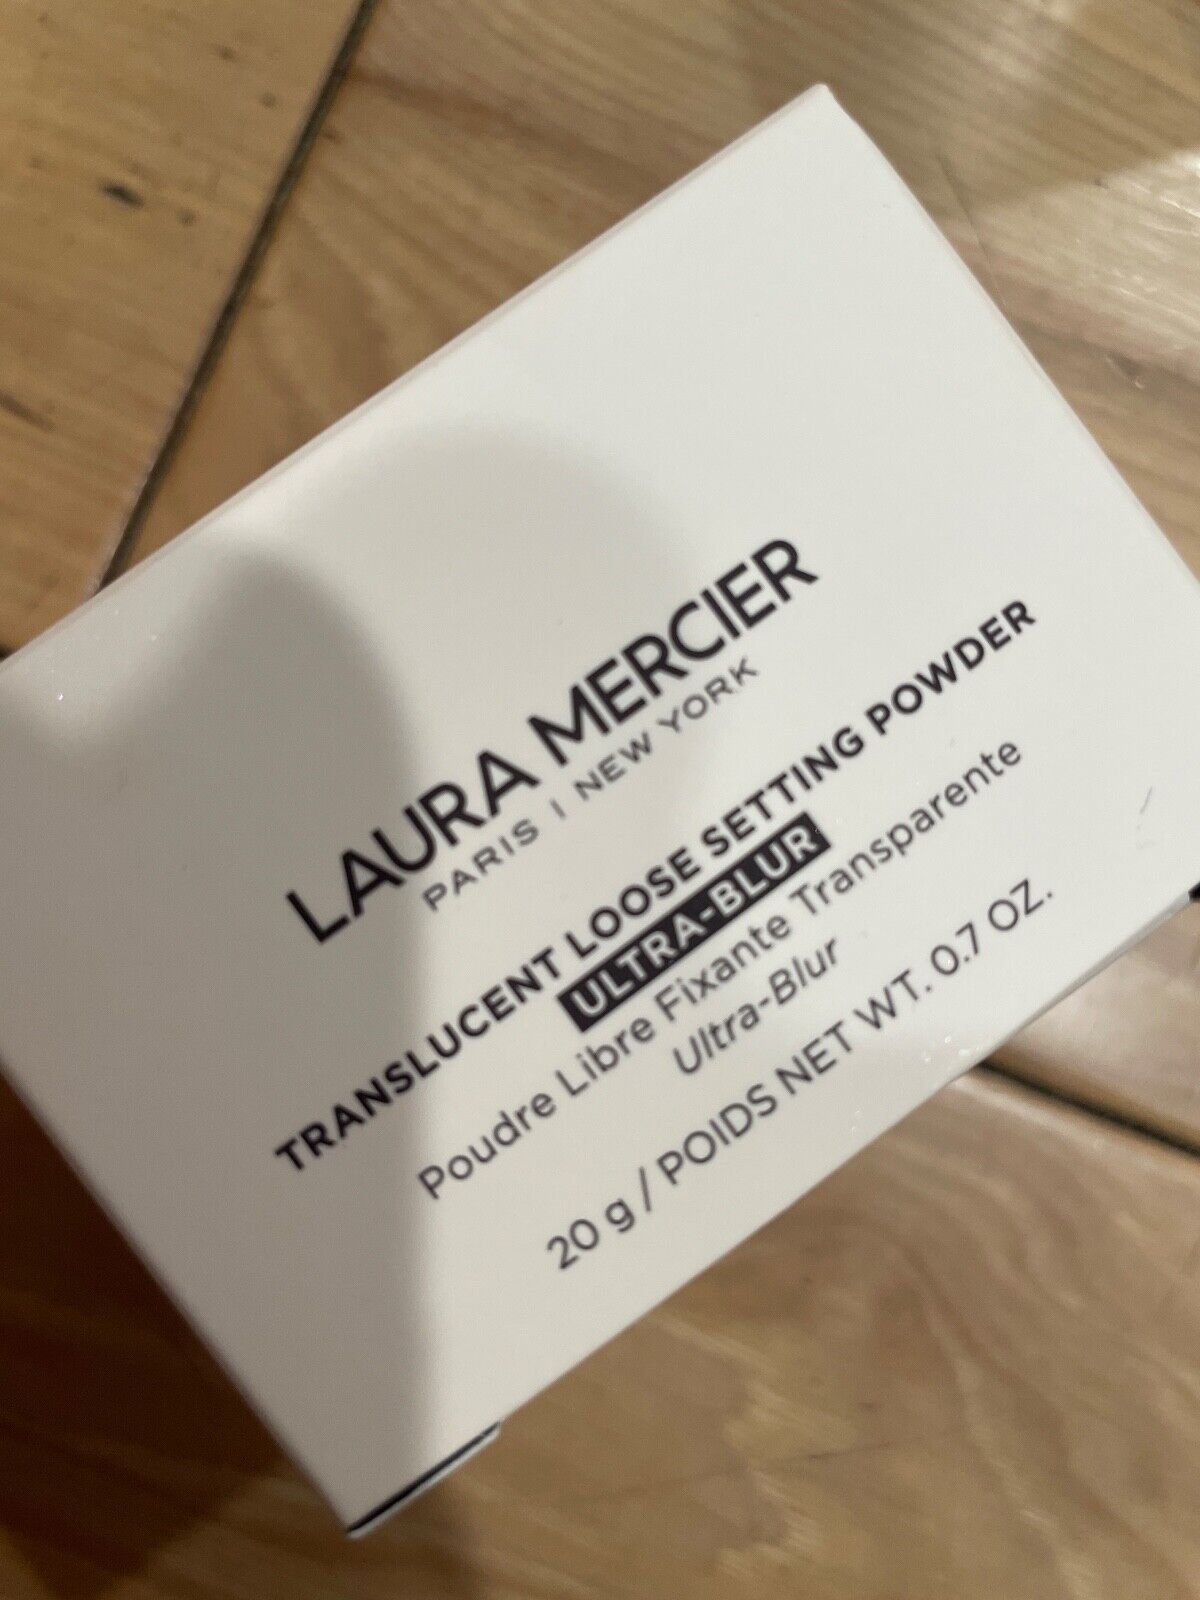 LAURA MERCIER
PARIS | NEW YORK
TRANSLUCENT LOOSE SETTING POWDER
ULTRA-BLUR
Poudre Libre Fixante Transparente
Ultra-Blur
20 g / POIDS NET WT. 0.7 OZ.